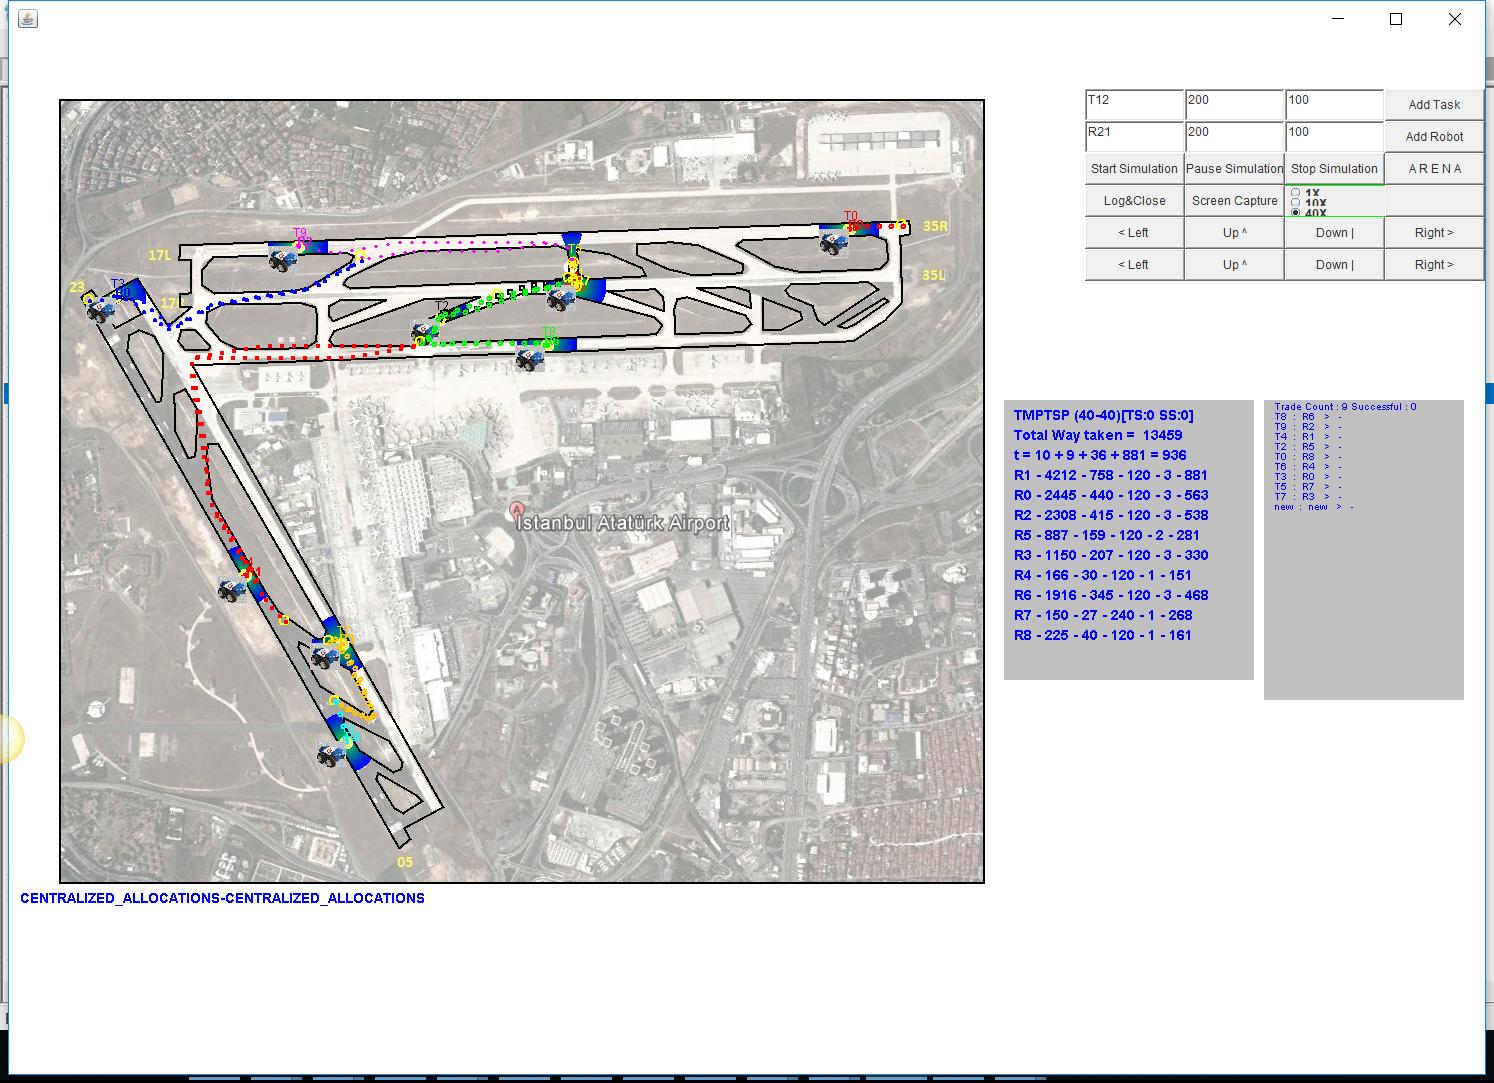 T12 200 100 Add Task
R21 200 100 Add Robot
Start Simulation Pause Simulation Stop Simulation A R E N A
Log&Close Screen Capture 1X
10X
40X
< Left Up ^ Down | Right >
< Left Up ^ Down | Right >
T0
35R
T9
17L
35L
23
T3
17R
T2
T8
TMPTSP (40-40)[TS:0 SS:0]
Total Way taken = 13459
t = 10 + 9 + 36 + 881 = 936
R1 - 4212 - 758 - 120 - 3 - 881
R0 - 2445 - 440 - 120 - 3 - 563
R2 - 2308 - 415 - 120 - 3 - 538
R5 - 887 - 159 - 120 - 2 - 281
R3 - 1150 - 207 - 120 - 3 - 330
R4 - 166 - 30 - 120 - 1 - 151
R6 - 1916 - 345 - 120 - 3 - 468
R7 - 150 - 27 - 240 - 1 - 268
R8 - 225 - 40 - 120 - 1 - 161
Trade Count : 9 Successful : 0
T8 : R6 > -
T9 : R2 > -
T4 : R1 > -
T2 : R5 > -
T0 : R8 > -
T6 : R4 > -
T3 : R0 > -
T5 : R7 > -
T7 : R3 > -
new : new > -
A
İstanbul Atatürk Airport
R1
05
CENTRALIZED_ALLOCATIONS-CENTRALIZED_ALLOCATIONS